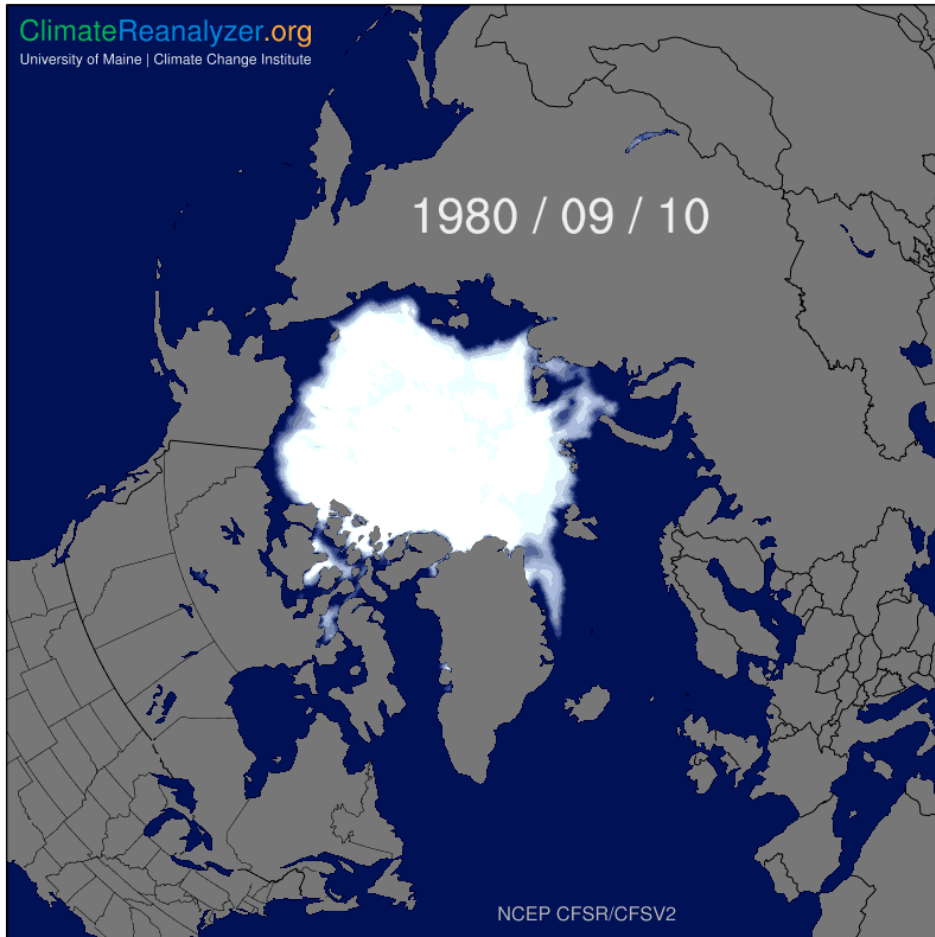 ClimateReanalyzer.org
University of Maine | Climate Change Institute
1980 / 09 / 10
NCEP CFSR/CFSV2